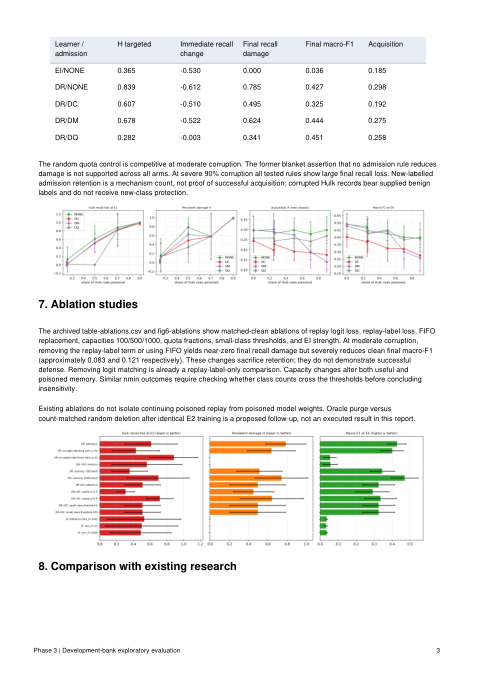 Learner / admission H targeted Immediate recall change Final recall damage Final macro-F1 Acquisition
EI/NONE 0.365 -0.530 0.000 0.036 0.185
DR/NONE 0.839 -0.612 0.785 0.427 0.298
DR/DC 0.607 -0.510 0.495 0.325 0.192
DR/DM 0.678 -0.522 0.624 0.444 0.275
DR/DQ 0.282 -0.003 0.341 0.451 0.258
The random quota control is competitive at moderate corruption. The former blanket assertion that no admission rule reduces
damage is not supported across all arms. At severe 90% corruption all tested rules show large final recall loss. New-labelled
admission retention is a mechanism count, not proof of successful acquisition; corrupted Hulk records bear supplied benign
labels and do not receive new-class protection.
7. Ablation studies
The archived table-ablations.csv and fig6-ablations show matched-clean ablations of replay logit loss, replay-label loss, FIFO
replacement, capacities 100/500/1000, quota fractions, small-class thresholds, and EI strength. At moderate corruption,
removing the replay-label term or using FIFO yields near-zero final recall damage but severely reduces clean final macro-F1
(approximately 0.083 and 0.121 respectively). These changes sacrifice retention; they do not demonstrate successful
defense. Removing logit matching is already a replay-label-only comparison. Capacity changes alter both useful and
poisoned memory. Similar nmin outcomes require checking whether class counts cross the thresholds before concluding
insensitivity.
Existing ablations do not isolate continuing poisoned replay from poisoned model weights. Oracle purge versus
count-matched random deletion after identical E2 training is a proposed follow-up, not an executed result in this report.
8. Comparison with existing research
Phase 3 | Development-bank exploratory evaluation 3